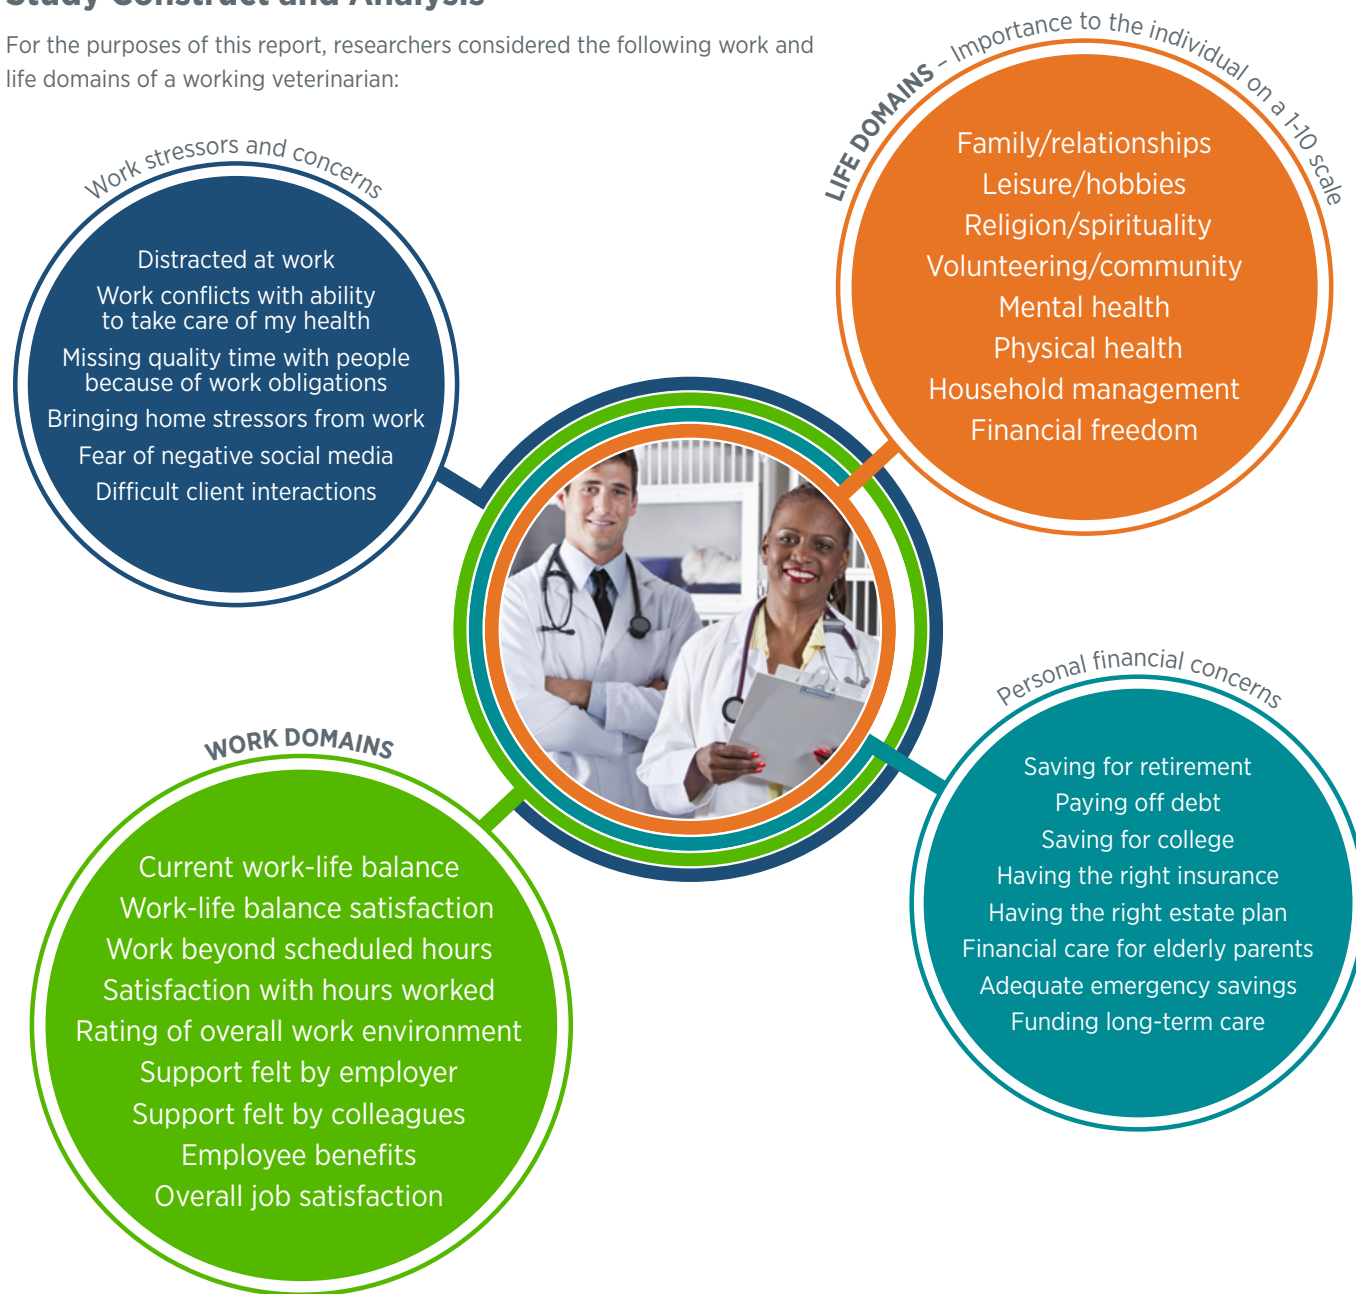 Study Construct and Analysis
For the purposes of this report, researchers considered the following work and
life domains of a working veterinarian:
Work stressors and concerns
Distracted at work
Work conflicts with ability
to take care of my health
Missing quality time with people
because of work obligations
Bringing home stressors from work
Fear of negative social media
Difficult client interactions
LIFE DOMAINS – Importance to the individual on a 1-10 scale
Family/relationships
Leisure/hobbies
Religion/spirituality
Volunteering/community
Mental health
Physical health
Household management
Financial freedom
WORK DOMAINS
Current work-life balance
Work-life balance satisfaction
Work beyond scheduled hours
Satisfaction with hours worked
Rating of overall work environment
Support felt by employer
Support felt by colleagues
Employee benefits
Overall job satisfaction
Personal financial concerns
Saving for retirement
Paying off debt
Saving for college
Having the right insurance
Having the right estate plan
Financial care for elderly parents
Adequate emergency savings
Funding long-term care